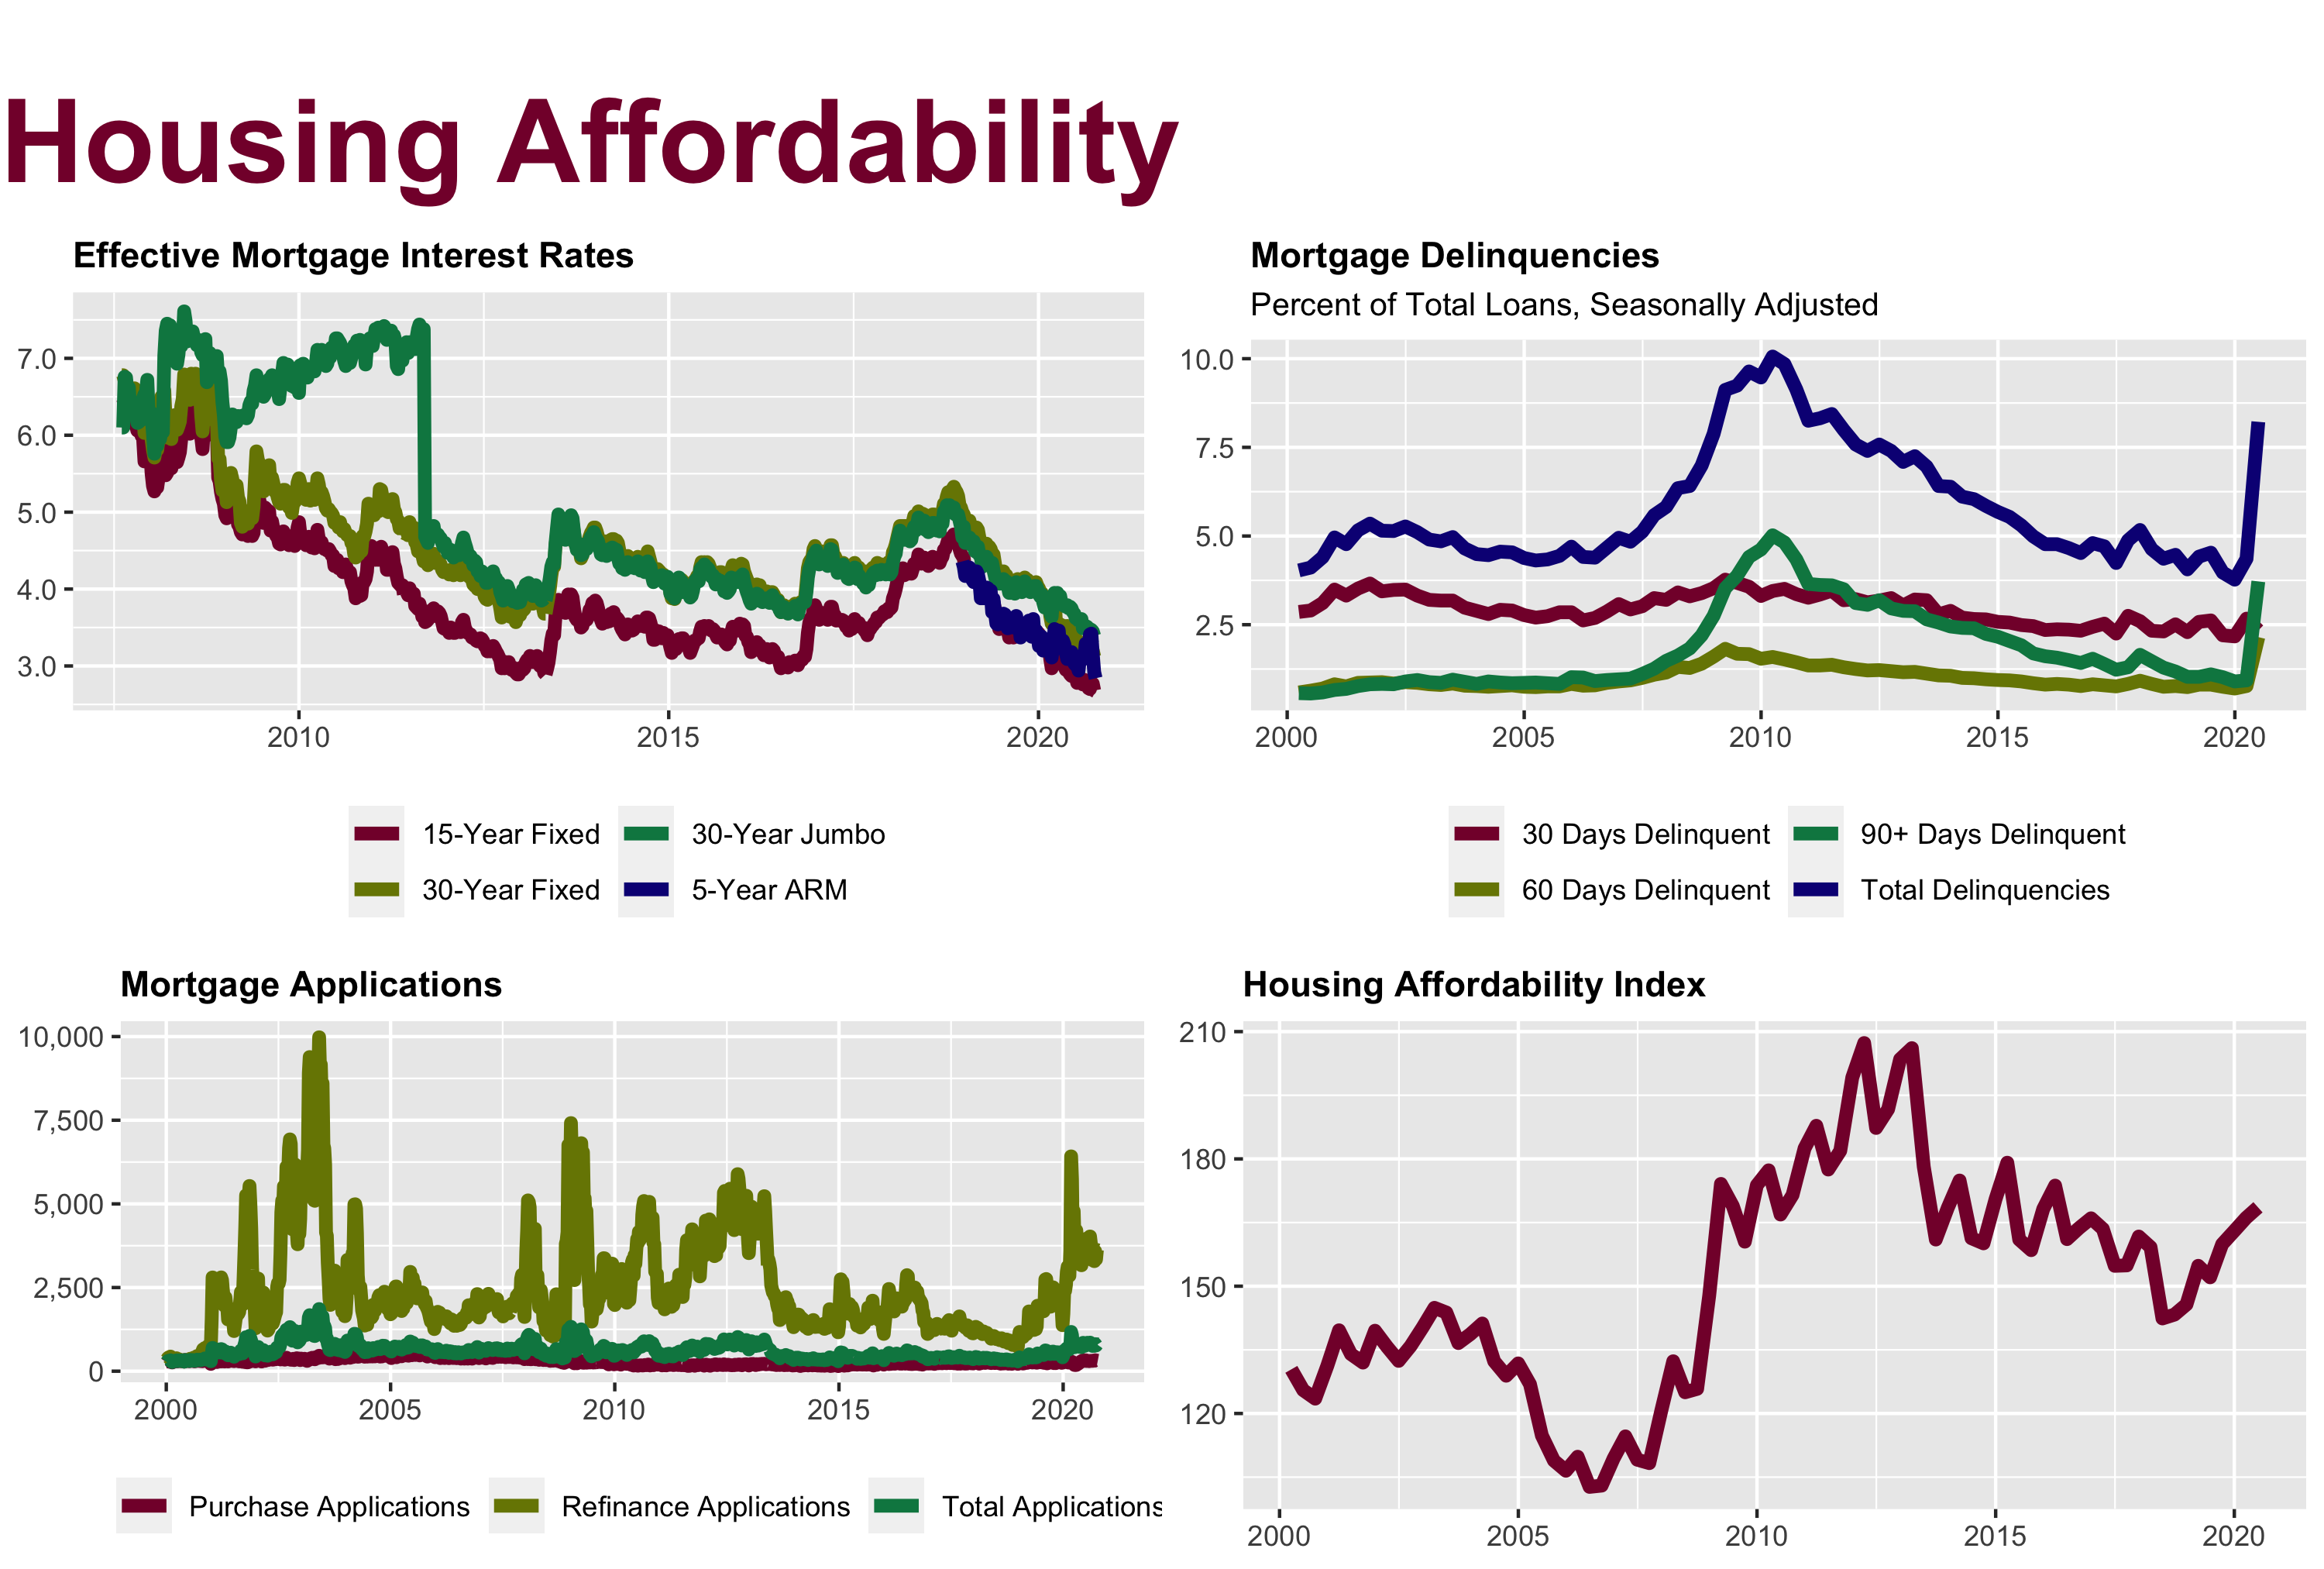 Housing Affordability
Effective Mortgage Interest Rates
7.0
6.0
5.0
4.0
3.0
2010 2015 2020
15-Year Fixed 30-Year Jumbo
30-Year Fixed 5-Year ARM
Mortgage Delinquencies
Percent of Total Loans, Seasonally Adjusted
10.0
7.5
5.0
2.5
2000 2005 2010 2015 2020
30 Days Delinquent 90+ Days Delinquent
60 Days Delinquent Total Delinquencies
Mortgage Applications
10,000
7,500
5,000
2,500
0
2000 2005 2010 2015 2020
Purchase Applications Refinance Applications Total Applications
Housing Affordability Index
210
180
150
120
2000 2005 2010 2015 2020